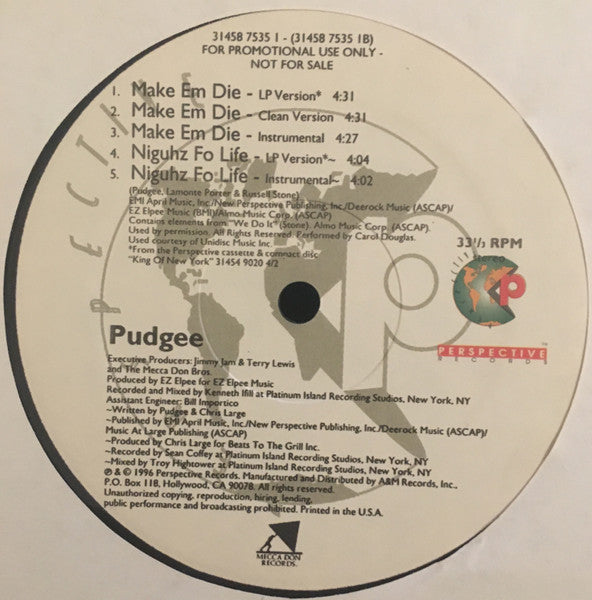 31458 7535 1 - (31458 7535 1B)
FOR PROMOTIONAL USE ONLY -
NOT FOR SALE
1. Make Em Die - LP Version* 4:31
2. Make Em Die - Clean Version 4:31
3. Make Em Die - Instrumental 4:27
4. Niguhz Fo Life - LP Version*~ 4:04
5. Niguhz Fo Life - Instrumental~ 4:02
(Pudgee, Lamonte Porter & Russell Stone)
EMI April Music, Inc./New Perspective Publishing, Inc./Deerock Music (ASCAP)/
EZ Elpee Music (BMI)/Almo Music Corp. (ASCAP)
Contains elements from "We Do It" (Stone). Almo Music Corp. (ASCAP).
Used by permission. All Rights Reserved. Performed by Carol Douglas.
Used courtesy of Unidisc Music Inc.
*From the Perspective cassette & compact disc
"King Of New York" 31454 9020 4/2
33 1/3 RPM
Stereo
P
PERSPECTIVE™
RECORDS
PECTIV
P
Pudgee
Executive Producers: Jimmy Jam & Terry Lewis
and The Mecca Don Bros.
Produced by EZ Elpee for EZ Elpee Music
Recorded and Mixed by Kenneth Ifill at Platinum Island Recording Studios, New York, NY
Assistant Engineer: Bill Importico
~Written by Pudgee & Chris Large
~Published by EMI April Music, Inc./New Perspective Publishing, Inc./Deerock Music (ASCAP)/
Music At Large Publishing (ASCAP)
~Produced by Chris Large for Beats To The Grill Inc.
~Recorded by Sean Coffey at Platinum Island Recording Studios, New York, NY
~Mixed by Troy Hightower at Platinum Island Recording Studios, New York, NY
℗ & © 1996 Perspective Records. Manufactured and Distributed by A&M Records, Inc.,
P.O. Box 118, Hollywood, CA 90078. All rights reserved.
Unauthorized copying, reproduction, hiring, lending,
public performance and broadcasting prohibited. Printed in the U.S.A.
MECCA DON
RECORDS.